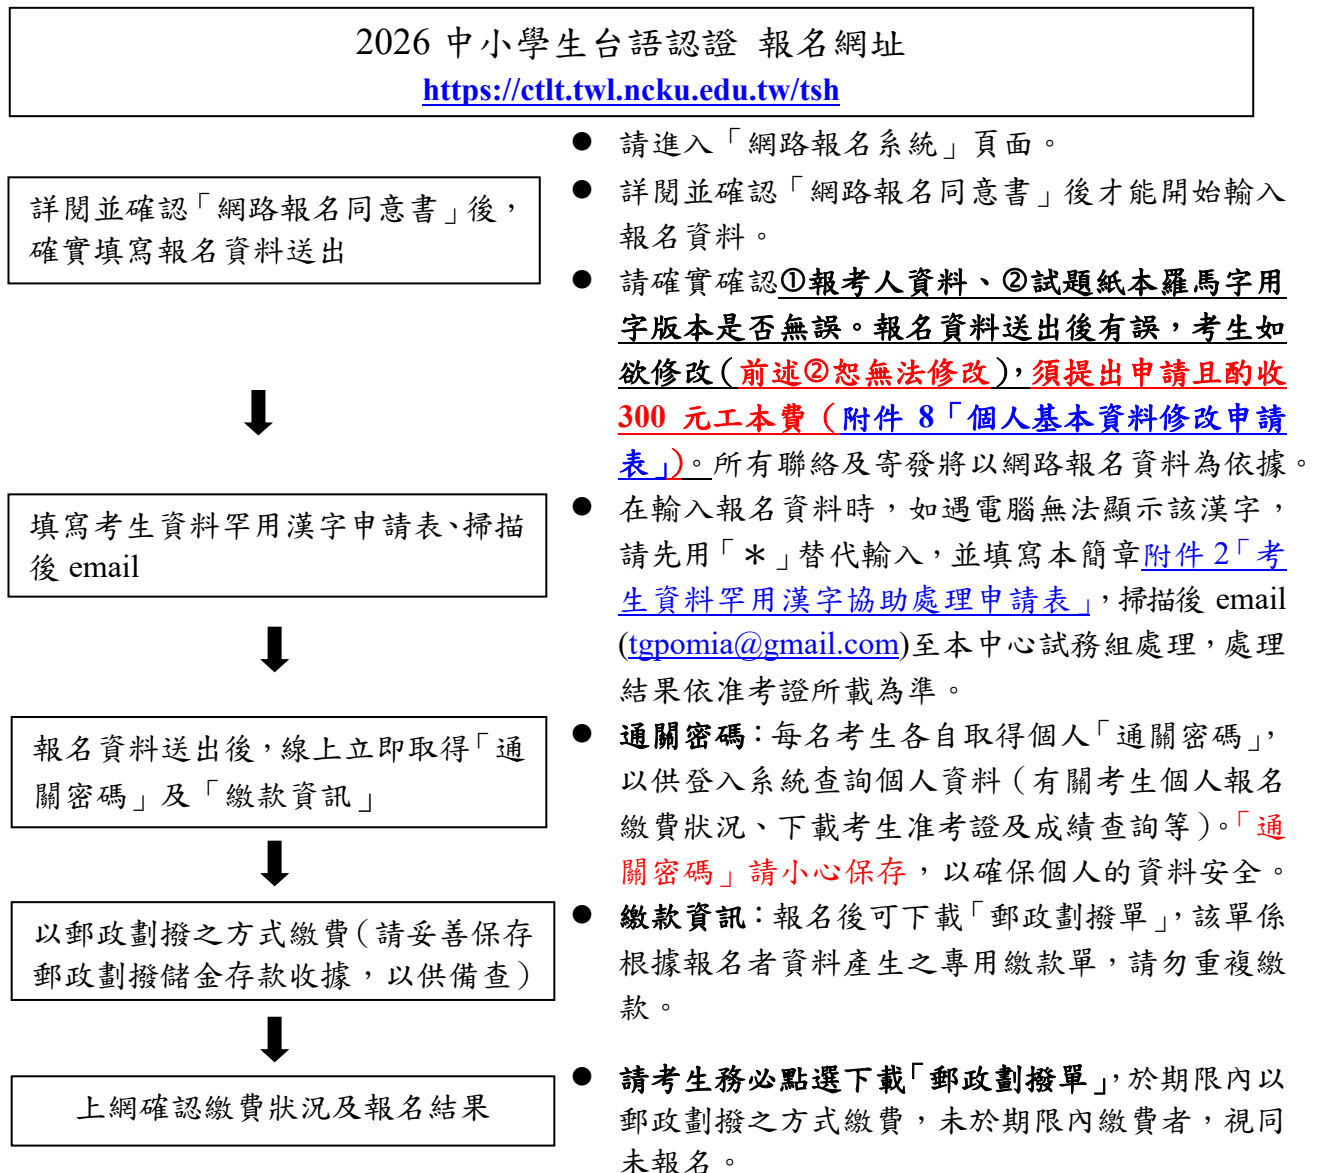 2026 中小學生台語認證 報名網址
https://ctlt.twl.ncku.edu.tw/tsh
詳閱並確認「網路報名同意書」後，
確實填寫報名資料送出
填寫考生資料罕用漢字申請表、掃描
後 email
報名資料送出後，線上立即取得「通
關密碼」及「繳款資訊」
以郵政劃撥之方式繳費（請妥善保存
郵政劃撥儲金存款收據，以供備查）
上網確認繳費狀況及報名結果
● 請進入「網路報名系統」頁面。
● 詳閱並確認「網路報名同意書」後才能開始輸入
報名資料。
● 請確實確認①報考人資料、②試題紙本羅馬字用
字版本是否無誤。報名資料送出後有誤，考生如
欲修改（前述②恕無法修改），須提出申請且酌收
300 元工本費（附件 8「個人基本資料修改申請
表」）。所有聯絡及寄發將以網路報名資料為依據。
● 在輸入報名資料時，如遇電腦無法顯示該漢字，
請先用「＊」替代輸入，並填寫本簡章附件 2「考
生資料罕用漢字協助處理申請表」，掃描後 email
(tgpomia@gmail.com)至本中心試務組處理，處理
結果依准考證所載為準。
● 通關密碼：每名考生各自取得個人「通關密碼」，
以供登入系統查詢個人資料（有關考生個人報名
繳費狀況、下載考生准考證及成績查詢等）。「通
關密碼」請小心保存，以確保個人的資料安全。
● 繳款資訊：報名後可下載「郵政劃撥單」，該單係
根據報名者資料產生之專用繳款單，請勿重複繳
款。
● 請考生務必點選下載「郵政劃撥單」，於期限內以
郵政劃撥之方式繳費，未於期限內繳費者，視同
未報名。